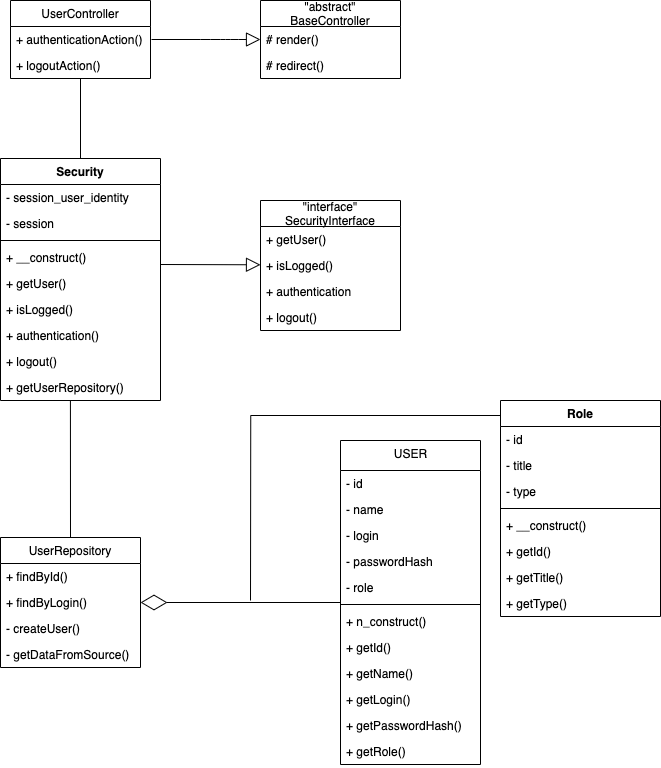 UserController
+ authenticationAction()
+ logoutAction()
"abstract"
BaseController
# render()
# redirect()
Security
- session_user_identity
- session
+ __construct()
+ getUser()
+ isLogged()
+ authentication()
+ logout()
+ getUserRepository()
"interface"
SecurityInterface
+ getUser()
+ isLogged()
+ authentication
+ logout()
Role
- id
- title
- type
+ __construct()
+ getId()
+ getTitle()
+ getType()
USER
- id
- name
- login
- passwordHash
- role
+ n_construct()
+ getId()
+ getName()
+ getLogin()
+ getPasswordHash()
+ getRole()
UserRepository
+ findById()
+ findByLogin()
- createUser()
- getDataFromSource()